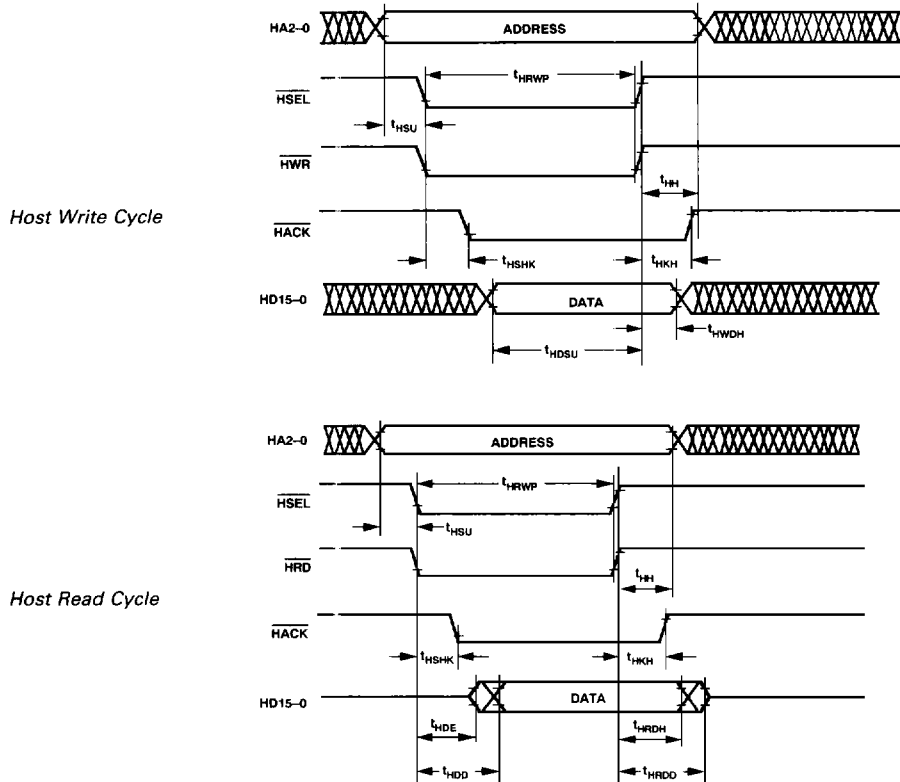 HA2–0
ADDRESS
tHRWP
HSEL
tHSU
HWR
tHH
Host Write Cycle
HACK
tHSHK
tHKH
HD15–0
DATA
tHWDH
tHDSU
HA2–0
ADDRESS
tHRWP
HSEL
tHSU
HRD
tHH
Host Read Cycle
HACK
tHSHK
tHKH
HD15–0
DATA
tHDE
tHRDH
tHDD
tHRDD